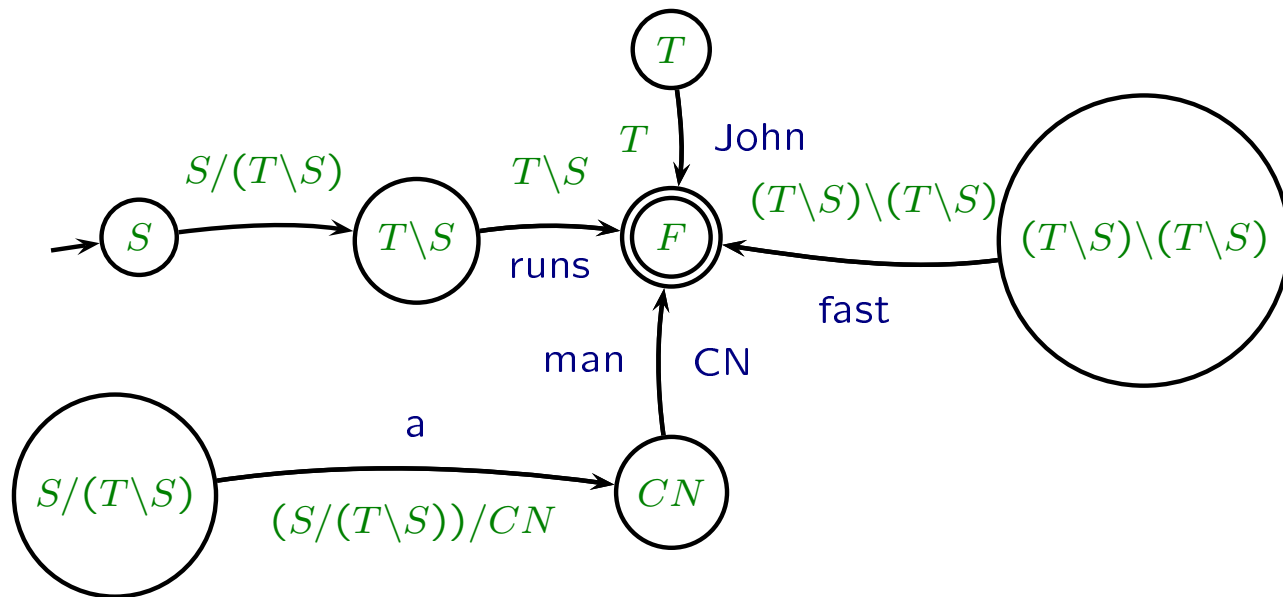 T
T
John
S/(T\S)
T\S
(T\S)\(T\S)
S
T\S
F
(T\S)\(T\S)
runs
fast
man
CN
a
S/(T\S)
CN
(S/(T\S))/CN